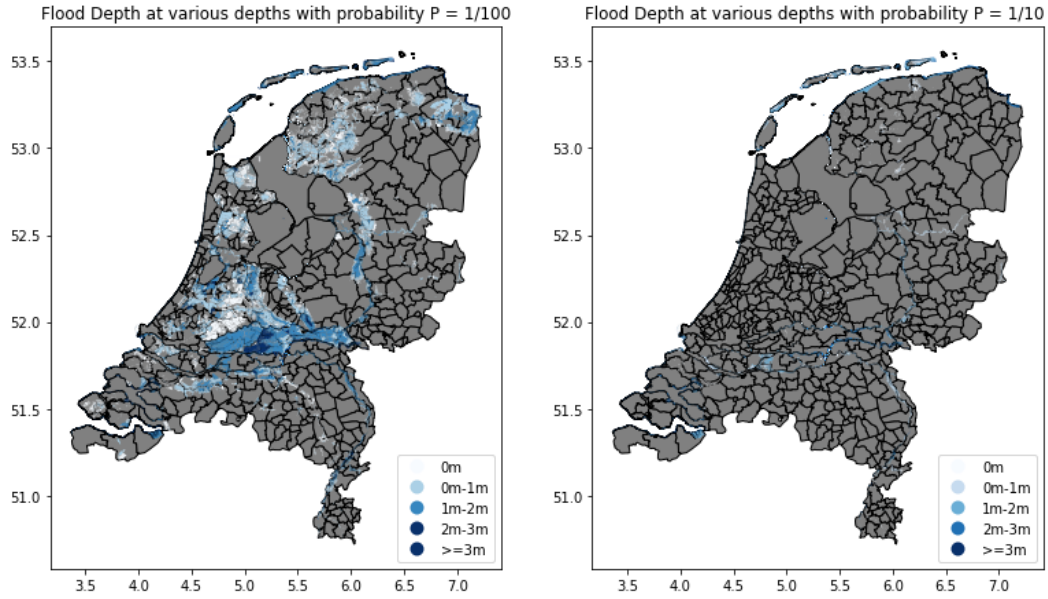 Flood Depth at various depths with probability P = 1/100
53.5
53.0
52.5
52.0
51.5
51.0
3.5 4.0 4.5 5.0 5.5 6.0 6.5 7.0
0m
0m-1m
1m-2m
2m-3m
>=3m
Flood Depth at various depths with probability P = 1/10
53.5
53.0
52.5
52.0
51.5
51.0
3.5 4.0 4.5 5.0 5.5 6.0 6.5 7.0
0m
0m-1m
1m-2m
2m-3m
>=3m